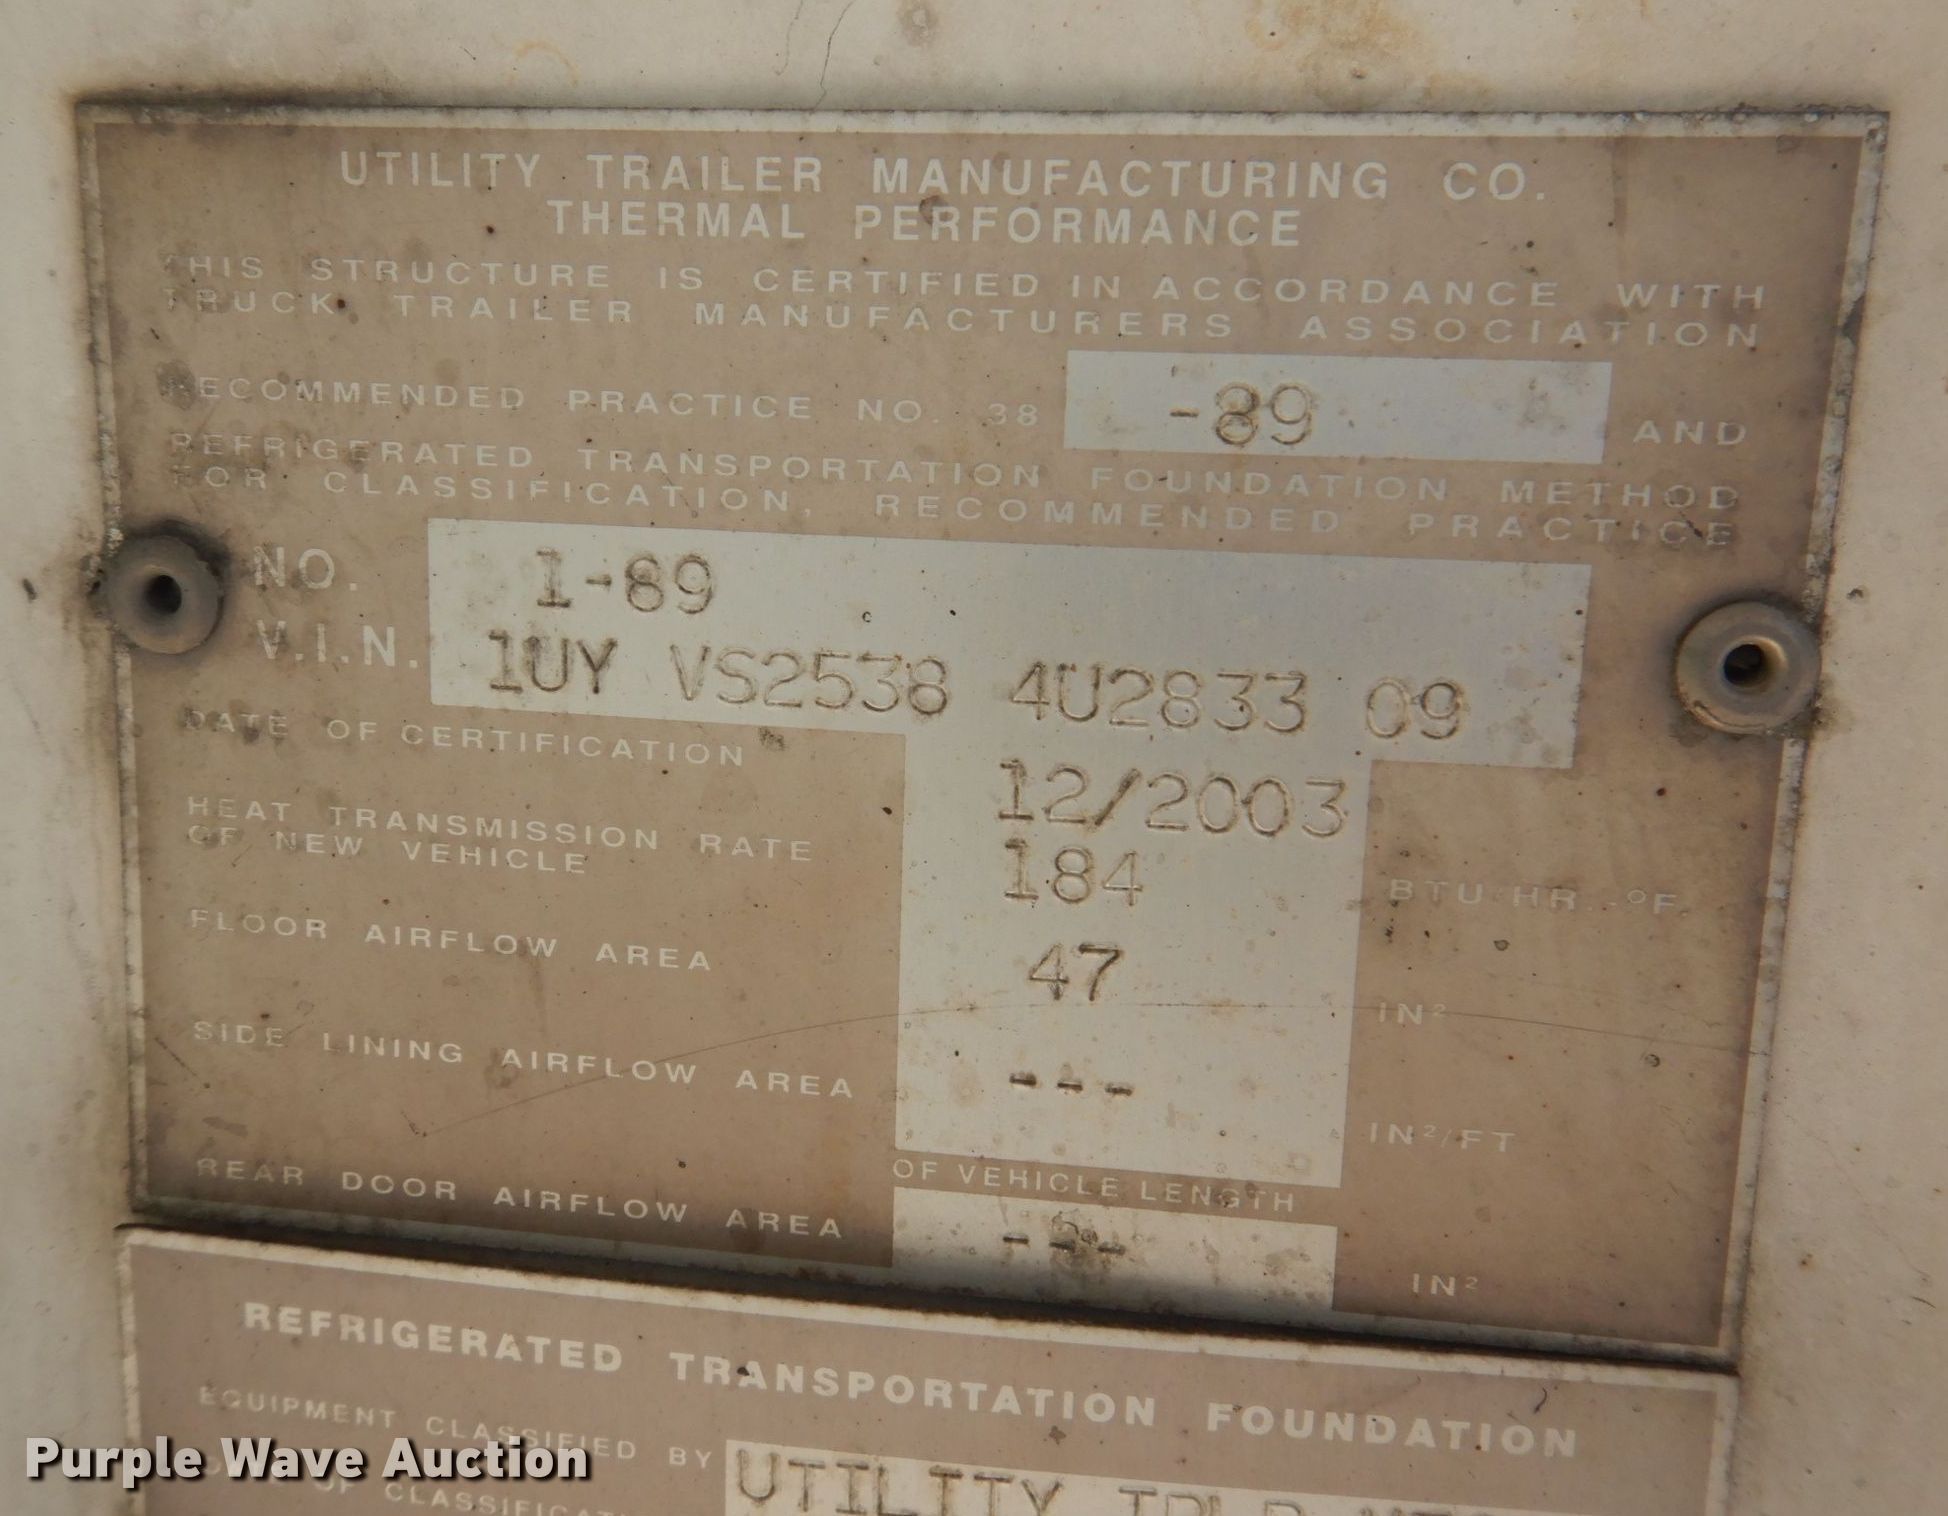 UTILITY TRAILER MANUFACTURING CO.
THERMAL PERFORMANCE
THIS STRUCTURE IS CERTIFIED IN ACCORDANCE WITH
TRUCK TRAILER MANUFACTURERS ASSOCIATION
RECOMMENDED PRACTICE NO. 38 -89 AND
REFRIGERATED TRANSPORTATION FOUNDATION METHOD
FOR CLASSIFICATION, RECOMMENDED PRACTICE
NO. 1-89
V.I.N. 1UY VS2538 4U2833 09
DATE OF CERTIFICATION 12/2003
HEAT TRANSMISSION RATE
OF NEW VEHICLE 184 BTU/HR.-°F.
FLOOR AIRFLOW AREA 47 IN²
SIDE LINING AIRFLOW AREA --- IN²/FT
OF VEHICLE LENGTH
REAR DOOR AIRFLOW AREA --- IN²
REFRIGERATED TRANSPORTATION FOUNDATION
EQUIPMENT CLASSIFIED BY UTILITY
OF
Purple Wave Auction